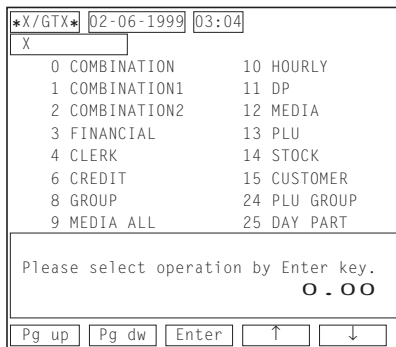 *X/GTX* 02-06-1999 03:04
X
0 COMBINATION 10 HOURLY
1 COMBINATION1 11 DP
2 COMBINATION2 12 MEDIA
3 FINANCIAL 13 PLU
4 CLERK 14 STOCK
6 CREDIT 15 CUSTOMER
8 GROUP 24 PLU GROUP
9 MEDIA ALL 25 DAY PART
Please select operation by Enter key.
0.00
Pg up Pg dw Enter ↑ ↓